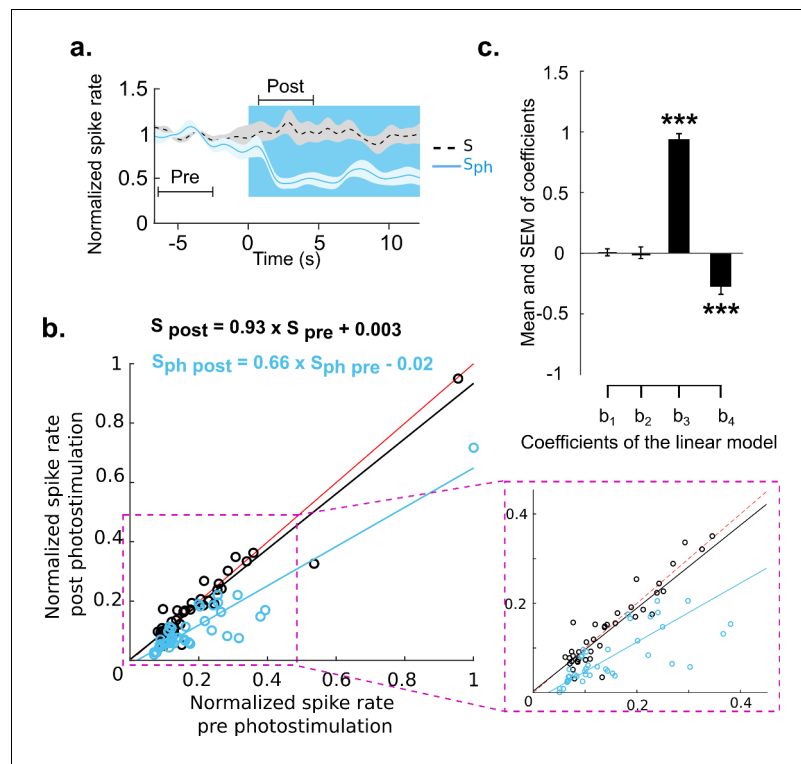 a.
Normalized spike rate
1.5
1
0.5
0
Post
Pre
-5
0
5
10
Time (s)
S
Sph
c.
Mean and SEM of coefficients
1.5
1
0.5
0
-0.5
-1
***
***
b1
b2
b3
b4
Coefficients of the linear model
b.
S post = 0.93 x S pre + 0.003
Sph post = 0.66 x Sph pre - 0.02
Normalized spike rate
post photostimulation
1
0.8
0.6
0.4
0.2
0
0.2
0.4
0.6
0.8
1
Normalized spike rate
pre photostimulation
0.4
0.2
0
0
0.2
0.4